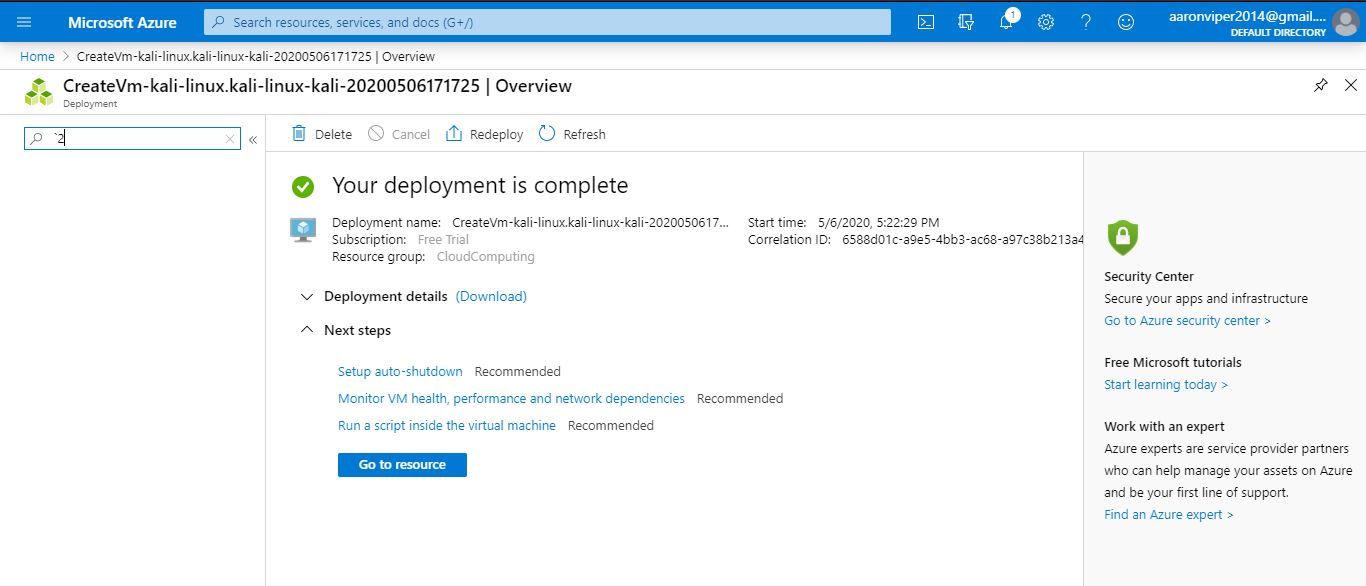 Microsoft Azure
Search resources, services, and docs (G+/)
1
aaronviper2014@gmail....
DEFAULT DIRECTORY
Home > CreateVm-kali-linux.kali-linux-kali-20200506171725 | Overview
CreateVm-kali-linux.kali-linux-kali-20200506171725 | Overview
Deployment
`2
«
Delete Cancel Redeploy Refresh
Your deployment is complete
Deployment name: CreateVm-kali-linux.kali-linux-kali-2020050617...
Subscription: Free Trial
Resource group: CloudComputing
Start time: 5/6/2020, 5:22:29 PM
Correlation ID: 6588d01c-a9e5-4bb3-ac68-a97c38b213a4
Deployment details (Download)
Next steps
Setup auto-shutdown Recommended
Monitor VM health, performance and network dependencies Recommended
Run a script inside the virtual machine Recommended
Go to resource
Security Center
Secure your apps and infrastructure
Go to Azure security center >
Free Microsoft tutorials
Start learning today >
Work with an expert
Azure experts are service provider partners
who can help manage your assets on Azure
and be your first line of support.
Find an Azure expert >